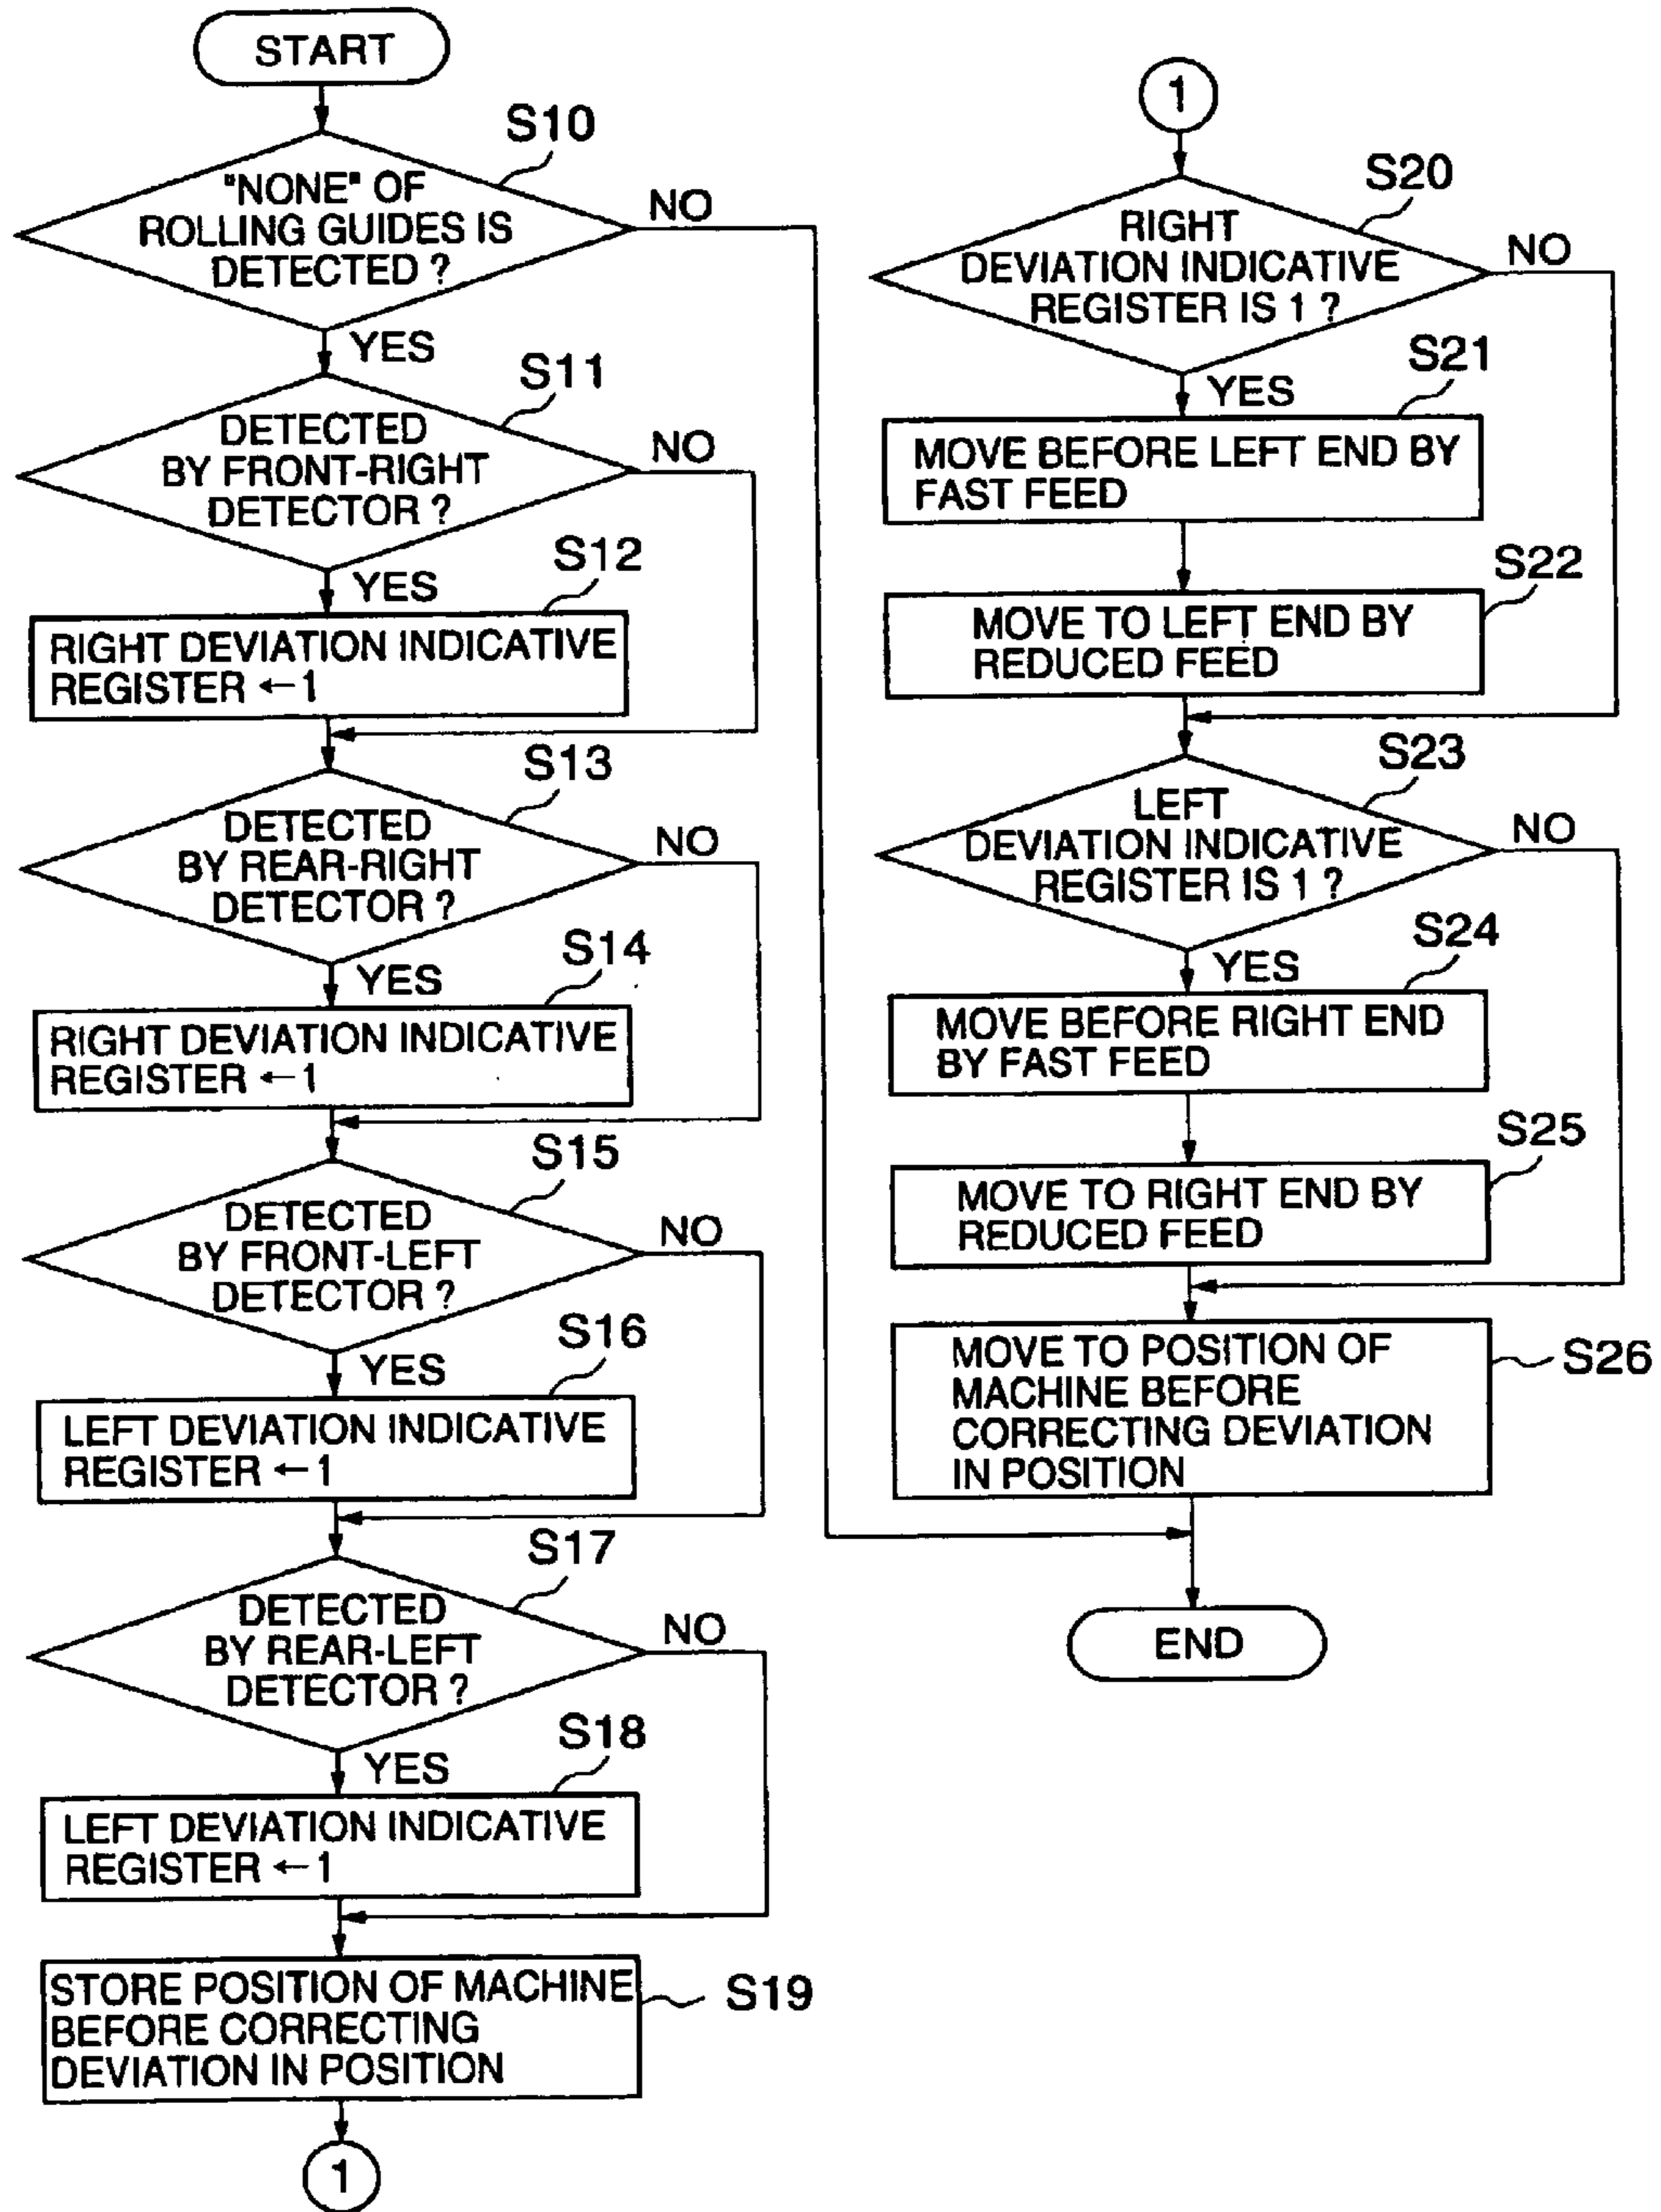 START
S10
"NONE" OF
ROLLING GUIDES IS
DETECTED ?
NO
YES
S11
DETECTED
BY FRONT-RIGHT
DETECTOR ?
NO
YES
S12
RIGHT DEVIATION INDICATIVE
REGISTER ←1
S13
DETECTED
BY REAR-RIGHT
DETECTOR ?
NO
YES
S14
RIGHT DEVIATION INDICATIVE
REGISTER ←1
S15
DETECTED
BY FRONT-LEFT
DETECTOR ?
NO
YES
S16
LEFT DEVIATION INDICATIVE
REGISTER ←1
S17
DETECTED
BY REAR-LEFT
DETECTOR ?
NO
YES
S18
LEFT DEVIATION INDICATIVE
REGISTER ←1
STORE POSITION OF MACHINE
BEFORE CORRECTING
DEVIATION IN POSITION
S19
1
1
S20
RIGHT
DEVIATION INDICATIVE
REGISTER IS 1 ?
NO
YES
S21
MOVE BEFORE LEFT END BY
FAST FEED
S22
MOVE TO LEFT END BY
REDUCED FEED
S23
LEFT
DEVIATION INDICATIVE
REGISTER IS 1 ?
NO
YES
S24
MOVE BEFORE RIGHT END
BY FAST FEED
S25
MOVE TO RIGHT END BY
REDUCED FEED
MOVE TO POSITION OF
MACHINE BEFORE
CORRECTING DEVIATION
IN POSITION
S26
END